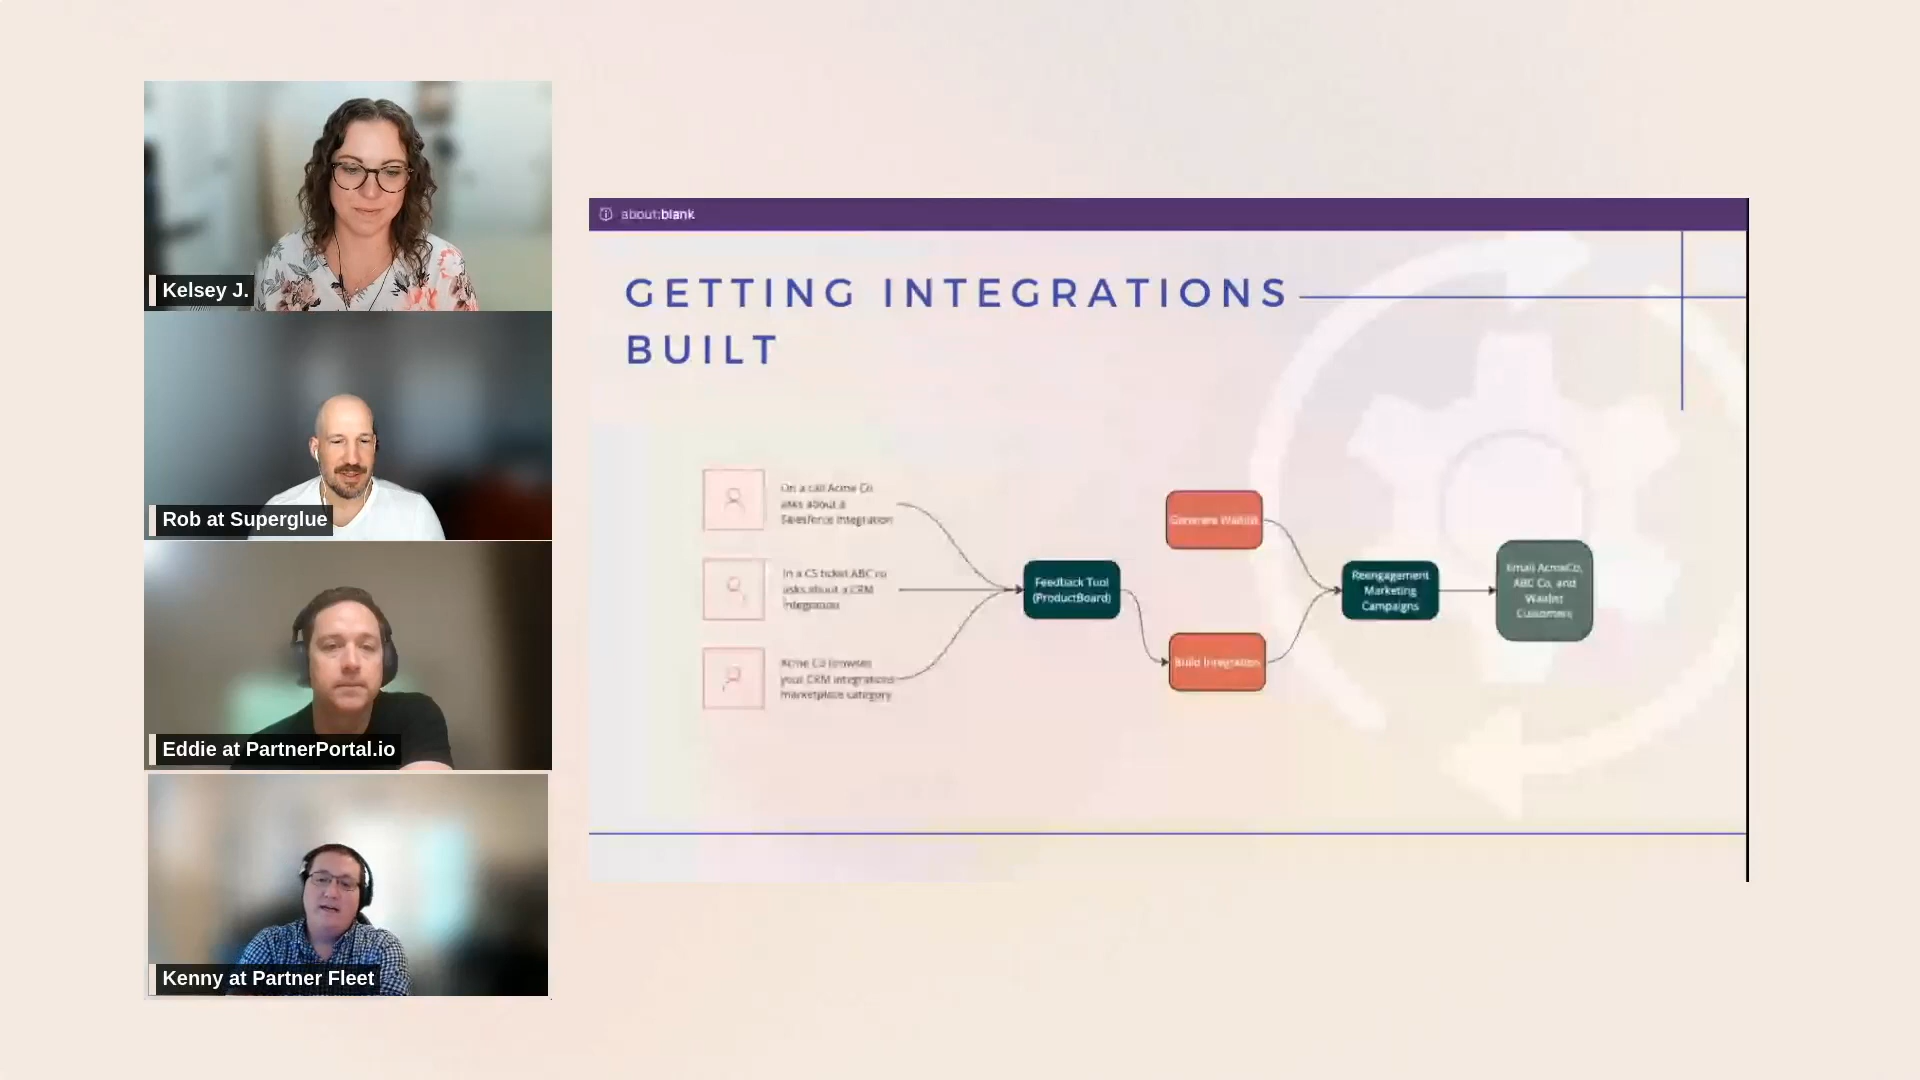 Kelsey J.
Rob at Superglue
Eddie at PartnerPortal.io
Kenny at Partner Fleet
about:blank
GETTING INTEGRATIONS
BUILT
On a call Acme Co
asks about a
Salesforce Integration
In a CS ticket ABC co
asks about a CRM
Integration
Acme Co browses
your CRM integrations
marketplace category
Feedback Tool
(ProductBoard)
Generate Waitlist
Build Integration
Reengagement
Marketing
Campaigns
Email AcmeCo,
ABC Co, and
Waitlist
Customers